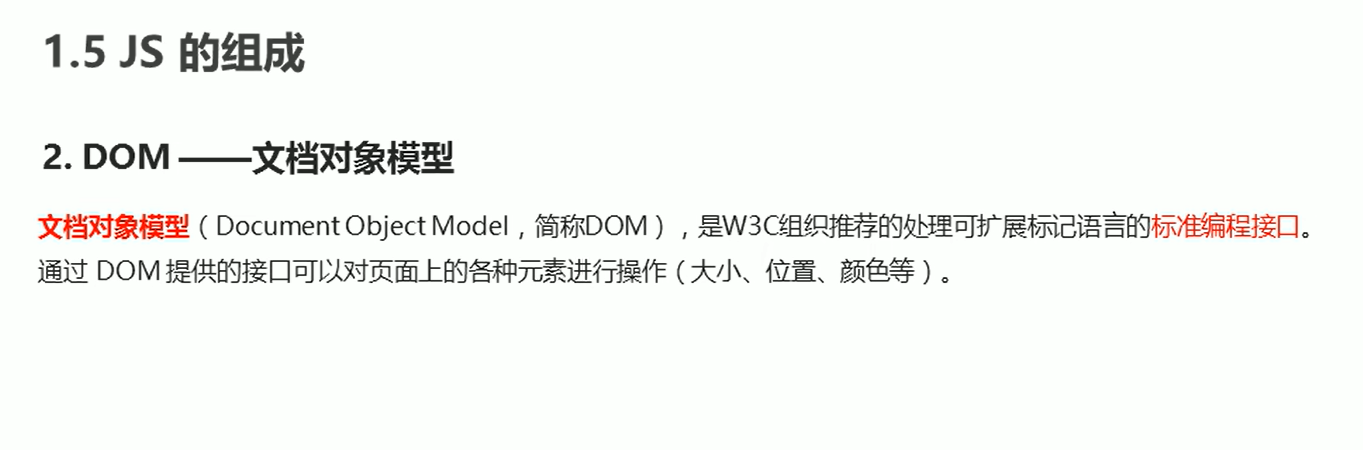 1.5 JS 的组成
2. DOM ——文档对象模型
文档对象模型（Document Object Model，简称DOM），是W3C组织推荐的处理可扩展标记语言的标准编程接口。
通过 DOM 提供的接口可以对页面上的各种元素进行操作（大小、位置、颜色等）。